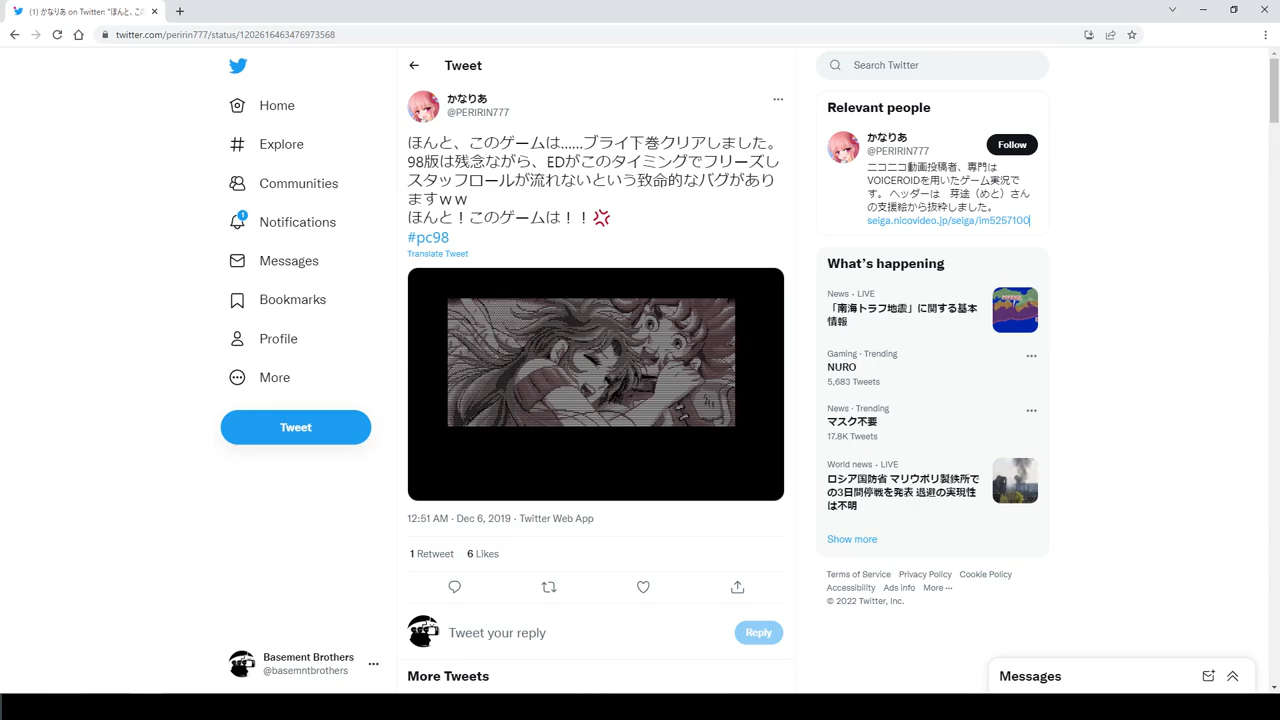 (1) かなりあ on Twitter: "ほんと、こ
twitter.com/peririn777/status/1202616463476973568
Home
Explore
Communities
1
Notifications
Messages
Bookmarks
Profile
More
Tweet
Basement Brothers
@basemntbrothers
Tweet
かなりあ
@PERIRIN777
ほんと、このゲームは......ブライ下巻クリアしました。
98版は残念ながら、EDがこのタイミングでフリーズし
スタッフロールが流れないという致命的なバグがあり
ますｗｗ
ほんと！このゲームは！！💢
#pc98
Translate Tweet
12:51 AM · Dec 6, 2019 · Twitter Web App
1 Retweet 6 Likes
Tweet your reply
Reply
More Tweets
Search Twitter
Relevant people
かなりあ
@PERIRIN777
Follow
ニコニコ動画投稿者、専門は
VOICEROIDを用いたゲーム実況で
す。 ヘッダーは　芽途（めと）さん
の支援絵から抜粋しました。
seiga.nicovideo.jp/seiga/im5257100
What's happening
News · LIVE
「南海トラフ地震」に関する基本
情報
Gaming · Trending
NURO
5,683 Tweets
News · Trending
マスク不要
17.8K Tweets
World news · LIVE
ロシア国防省 マリウポリ製鉄所で
の3日間停戦を発表 退避の実現性
は不明
Show more
Terms of Service Privacy Policy Cookie Policy
Accessibility Ads info More ···
© 2022 Twitter, Inc.
Messages